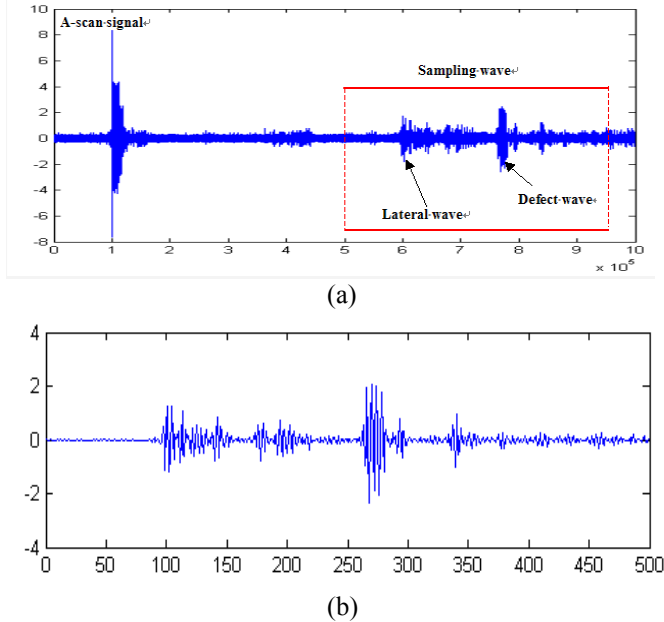 A-scan signal
Sampling wave
Lateral wave
Defect wave
10
8
6
4
2
0
-2
-4
-6
-8
0 1 2 3 4 5 6 7 8 9 10
x 10^5
(a)
4
2
0
-2
-4
0 50 100 150 200 250 300 350 400 450 500
(b)